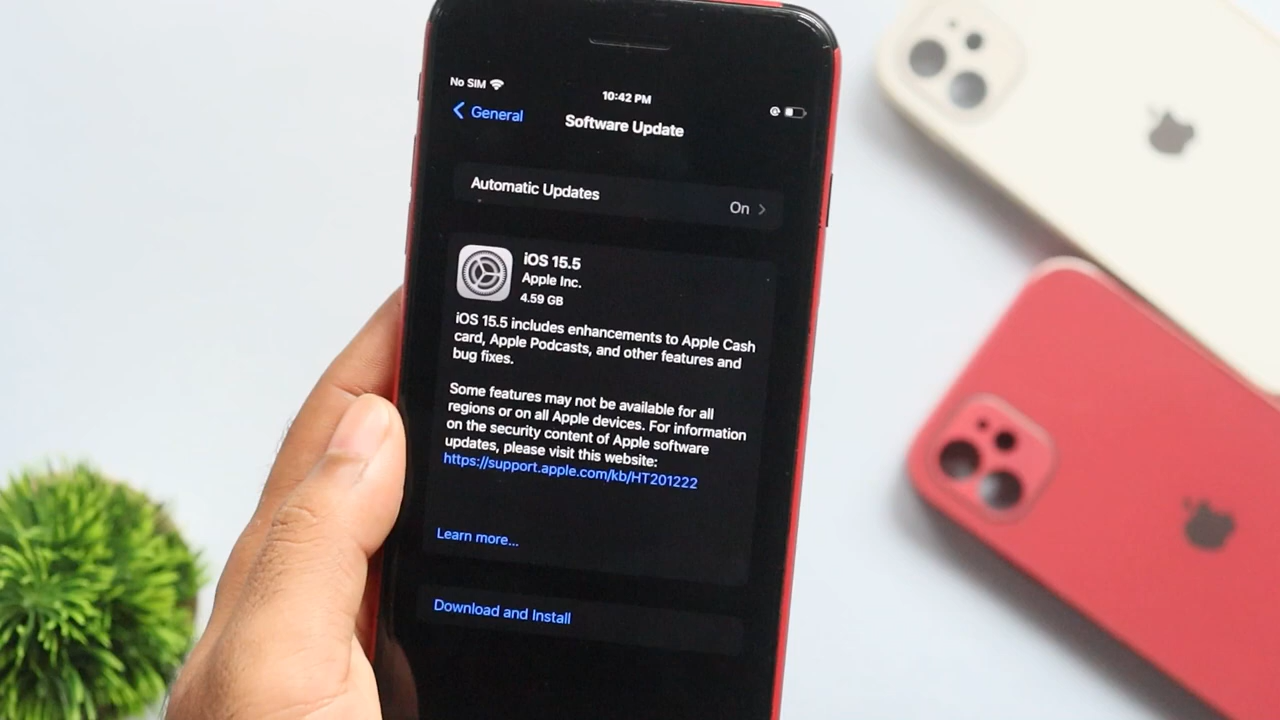 No SIM
10:42 PM
General
Software Update
Automatic Updates
On
iOS 15.5
Apple Inc.
4.59 GB
iOS 15.5 includes enhancements to Apple Cash
card, Apple Podcasts, and other features and
bug fixes.
Some features may not be available for all
regions or on all Apple devices. For information
on the security content of Apple software
updates, please visit this website:
https://support.apple.com/kb/HT201222
Learn more...
Download and Install